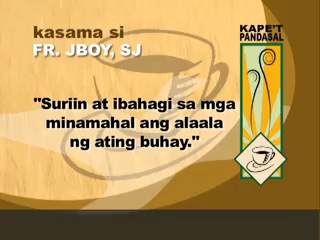 kasama si
FR. JBOY, SJ
KAPE'T
PANDASAL
"Suriin at ibahagi sa mga
minamahal ang alaala
ng ating buhay."